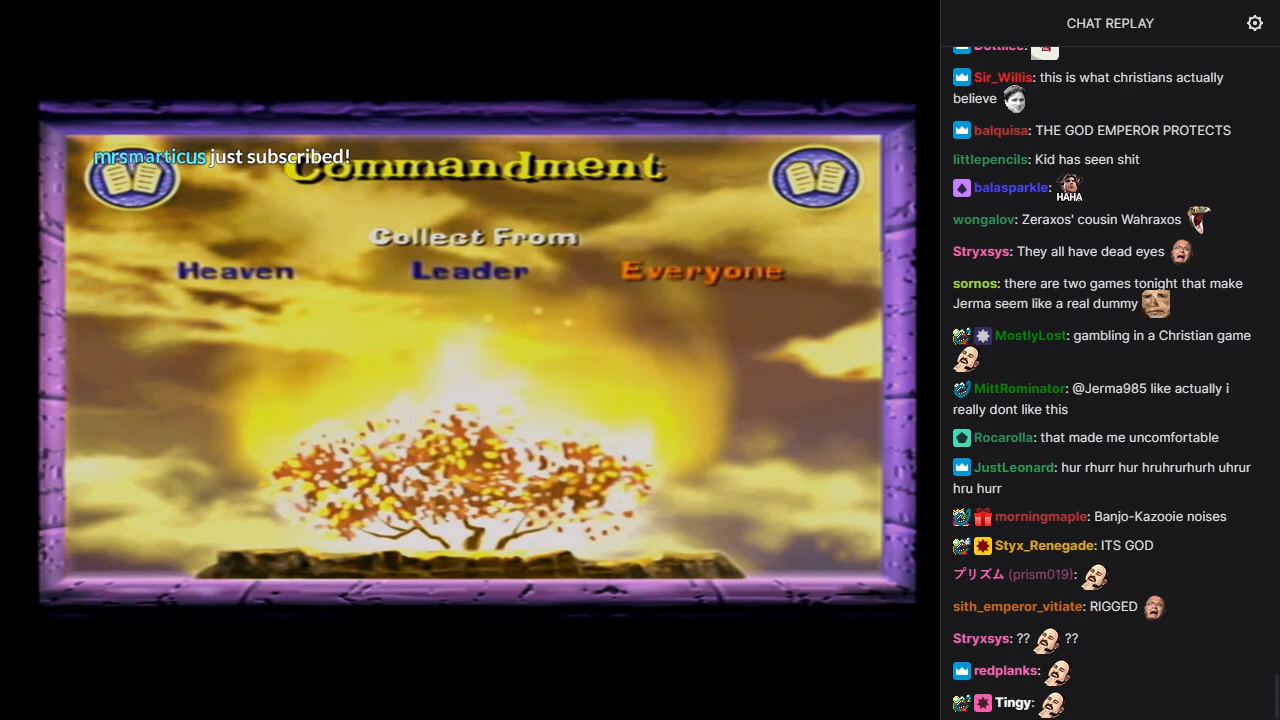 CHAT REPLAY
mrsmarticus just subscribed!
Commandment
Collect From
Heaven Leader Everyone
Dottilee:
Sir_Willis: this is what christians actually
believe
balquisa: THE GOD EMPEROR PROTECTS
littlepencils: Kid has seen shit
balasparkle:
HAHA
wongalov: Zeraxos' cousin Wahraxos
Stryxsys: They all have dead eyes
sornos: there are two games tonight that make
Jerma seem like a real dummy
MostlyLost: gambling in a Christian game
MittRominator: @Jerma985 like actually i
really dont like this
Rocarolla: that made me uncomfortable
JustLeonard: hur rhurr hur hruhrurhurh uhrur
hru hurr
morningmaple: Banjo-Kazooie noises
Styx_Renegade: ITS GOD
プリズム (prism019):
sith_emperor_vitiate: RIGGED
Stryxsys: ?? ??
redplanks:
Tingy: